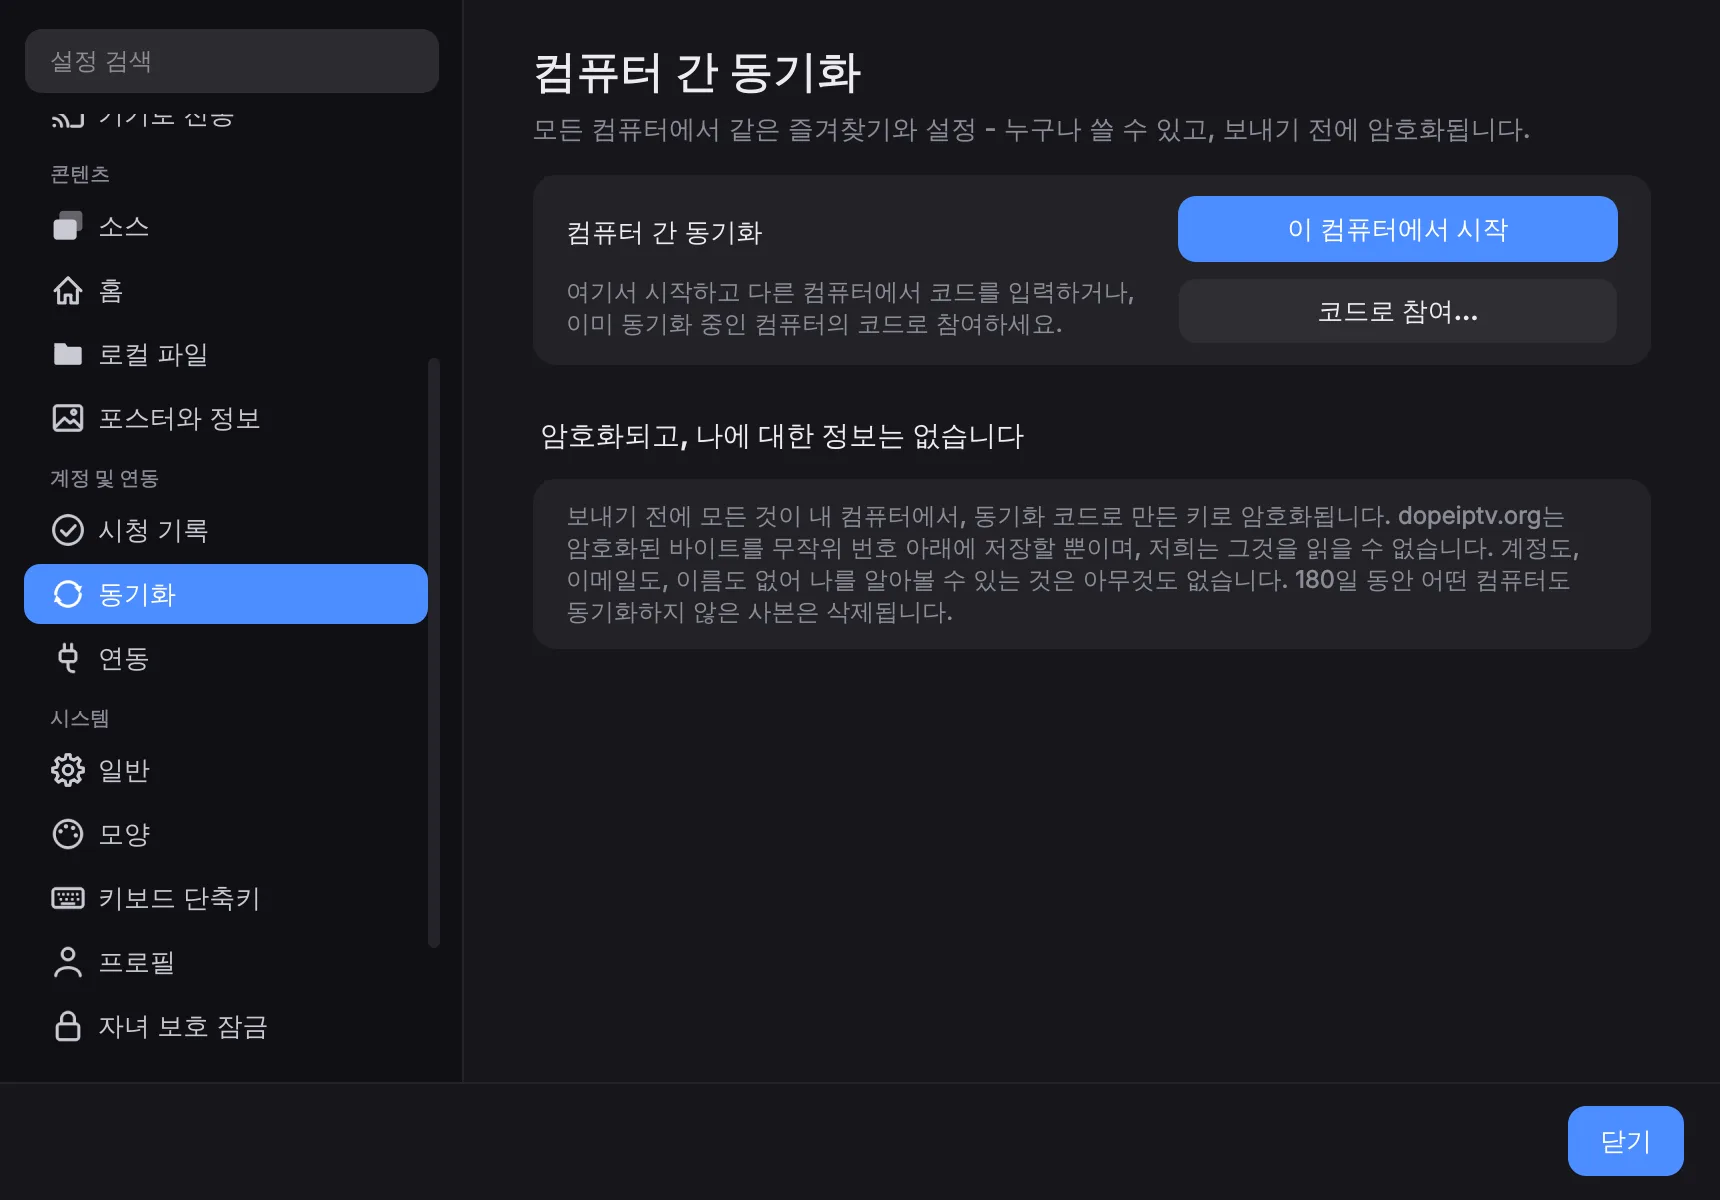 설정 검색
기기로 전송
콘텐츠
소스
홈
로컬 파일
포스터와 정보
계정 및 연동
시청 기록
동기화
연동
시스템
일반
모양
키보드 단축키
프로필
자녀 보호 잠금
컴퓨터 간 동기화
모든 컴퓨터에서 같은 즐겨찾기와 설정 - 누구나 쓸 수 있고, 보내기 전에 암호화됩니다.
컴퓨터 간 동기화
여기서 시작하고 다른 컴퓨터에서 코드를 입력하거나,
이미 동기화 중인 컴퓨터의 코드로 참여하세요.
이 컴퓨터에서 시작
코드로 참여...
암호화되고, 나에 대한 정보는 없습니다
보내기 전에 모든 것이 내 컴퓨터에서, 동기화 코드로 만든 키로 암호화됩니다. dopeiptv.org는
암호화된 바이트를 무작위 번호 아래에 저장할 뿐이며, 저희는 그것을 읽을 수 없습니다. 계정도,
이메일도, 이름도 없어 나를 알아볼 수 있는 것은 아무것도 없습니다. 180일 동안 어떤 컴퓨터도
동기화하지 않은 사본은 삭제됩니다.
닫기